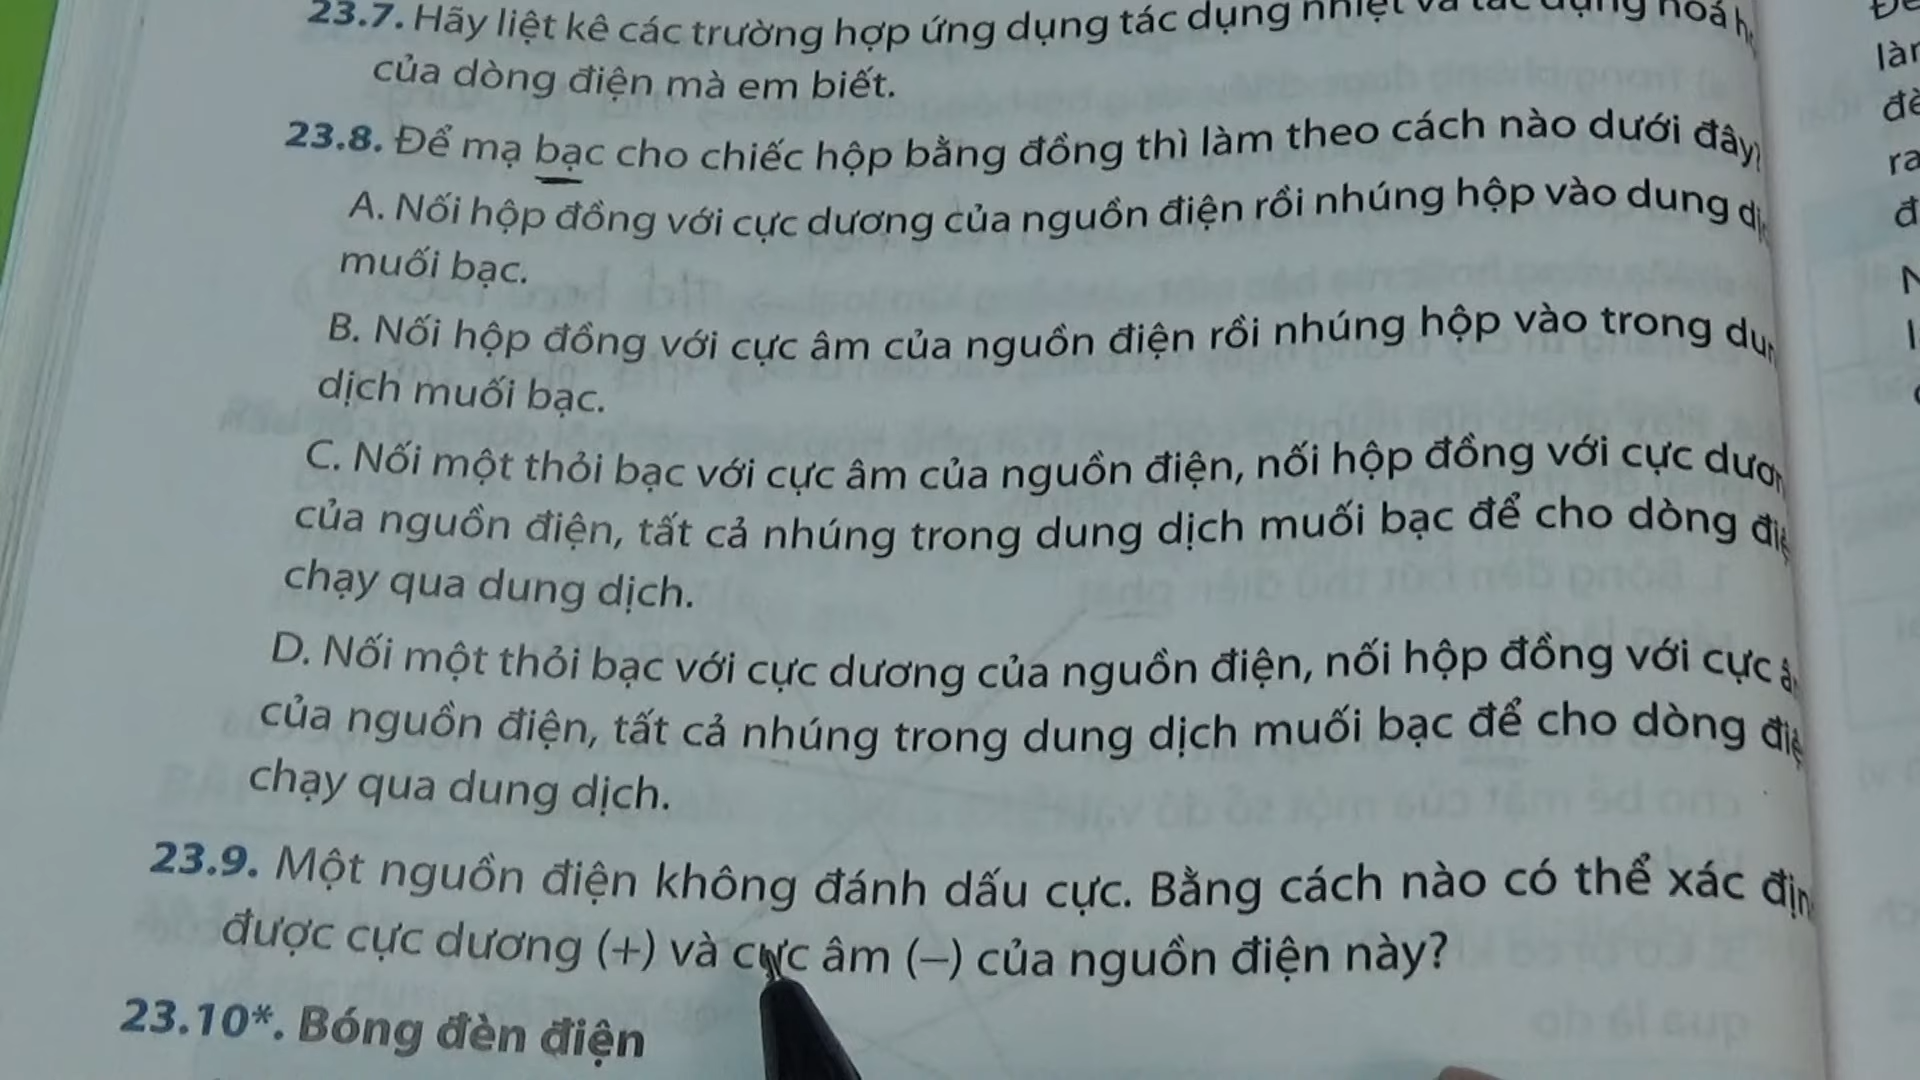 23.7. Hãy liệt kê các trường hợp ứng dụng tác dụng nhiệt và tác dụng hoá
của dòng điện mà em biết.
23.8. Để mạ bạc cho chiếc hộp bằng đồng thì làm theo cách nào dưới đây?
A. Nối hộp đồng với cực dương của nguồn điện rồi nhúng hộp vào dung
muối bạc.
B. Nối hộp đồng với cực âm của nguồn điện rồi nhúng hộp vào trong
dịch muối bạc.
C. Nối một thỏi bạc với cực âm của nguồn điện, nối hộp đồng với cực
của nguồn điện, tất cả nhúng trong dung dịch muối bạc để cho dòng
chạy qua dung dịch.
D. Nối một thỏi bạc với cực dương của nguồn điện, nối hộp đồng với cực
của nguồn điện, tất cả nhúng trong dung dịch muối bạc để cho dòng
chạy qua dung dịch.
23.9. Một nguồn điện không đánh dấu cực. Bằng cách nào có thể xác
được cực dương (+) và cực âm (–) của nguồn điện này?
23.10*. Bóng đèn điện